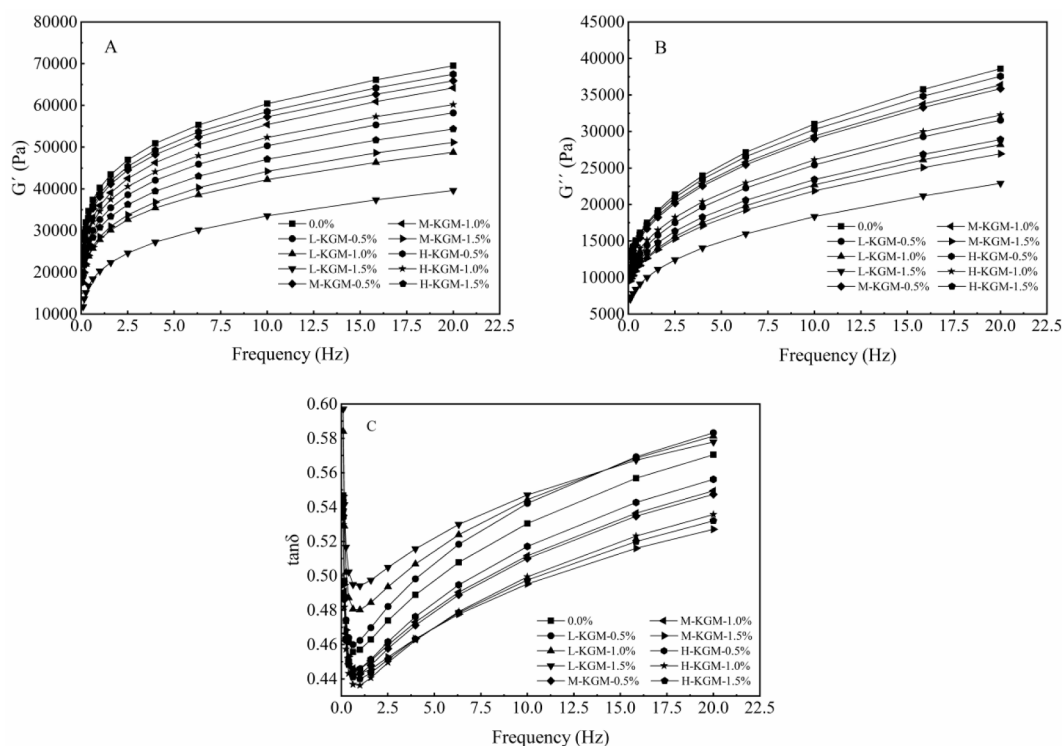 A
80000
70000
60000
50000
40000
30000
20000
10000
G′ (Pa)
0.0%
L-KGM-0.5%
L-KGM-1.0%
L-KGM-1.5%
M-KGM-0.5%
M-KGM-1.0%
M-KGM-1.5%
H-KGM-0.5%
H-KGM-1.0%
H-KGM-1.5%
0.0 2.5 5.0 7.5 10.0 12.5 15.0 17.5 20.0 22.5
Frequency (Hz)
B
45000
40000
35000
30000
25000
20000
15000
10000
5000
G′′ (Pa)
0.0%
L-KGM-0.5%
L-KGM-1.0%
L-KGM-1.5%
M-KGM-0.5%
M-KGM-1.0%
M-KGM-1.5%
H-KGM-0.5%
H-KGM-1.0%
H-KGM-1.5%
0.0 2.5 5.0 7.5 10.0 12.5 15.0 17.5 20.0 22.5
Frequency (Hz)
C
0.60
0.58
0.56
0.54
0.52
0.50
0.48
0.46
0.44
tanδ
0.0%
L-KGM-0.5%
L-KGM-1.0%
L-KGM-1.5%
M-KGM-0.5%
M-KGM-1.0%
M-KGM-1.5%
H-KGM-0.5%
H-KGM-1.0%
H-KGM-1.5%
0.0 2.5 5.0 7.5 10.0 12.5 15.0 17.5 20.0 22.5
Frequency (Hz)